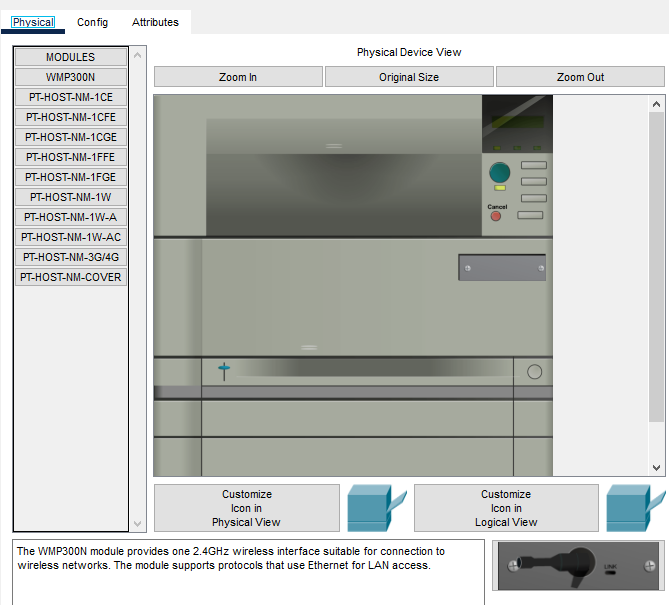 Physical Config Attributes
MODULES
WMP300N
PT-HOST-NM-1CE
PT-HOST-NM-1CFE
PT-HOST-NM-1CGE
PT-HOST-NM-1FFE
PT-HOST-NM-1FGE
PT-HOST-NM-1W
PT-HOST-NM-1W-A
PT-HOST-NM-1W-AC
PT-HOST-NM-3G/4G
PT-HOST-NM-COVER
Physical Device View
Zoom In Original Size Zoom Out
Cancel
Customize
Icon in
Physical View
Customize
Icon in
Logical View
The WMP300N module provides one 2.4GHz wireless interface suitable for connection to
wireless networks. The module supports protocols that use Ethernet for LAN access.
LINK